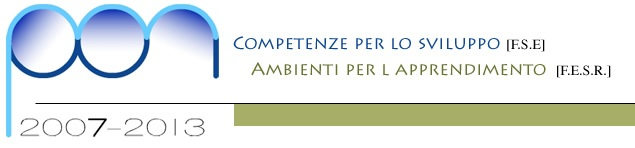 pon
COMPETENZE PER LO SVILUPPO [F.S.E]
AMBIENTI PER L APPRENDIMENTO [F.E.S.R.]
2007-2013